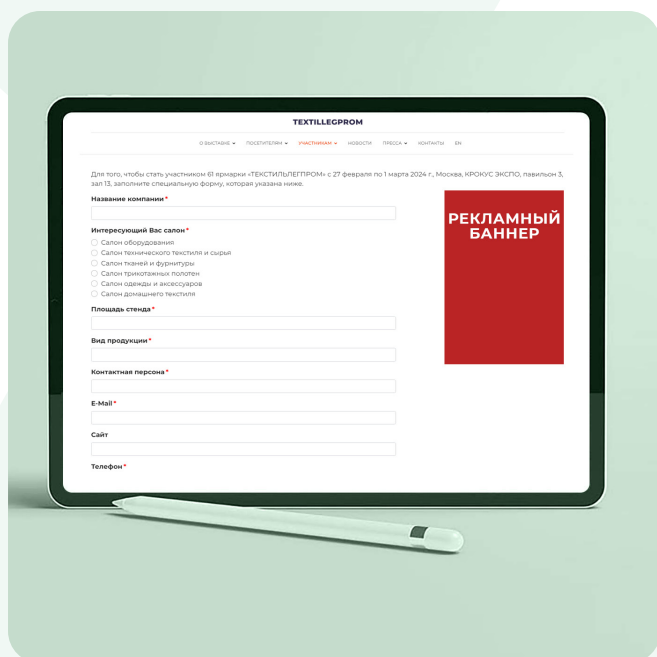 TEXTILLEGPROM
О ВЫСТАВКЕ ПОСЕТИТЕЛЯМ УЧАСТНИКАМ НОВОСТИ ПРЕССА КОНТАКТЫ EN
Для того, чтобы стать участником 61 ярмарки «ТЕКСТИЛЬЛЕГПРОМ» с 27 февраля по 1 марта 2024 г., Москва, КРОКУС ЭКСПО, павильон 3,
зал 13, заполните специальную форму, которая указана ниже.
Название компании *
Интересующий Вас салон *
Салон оборудования
Салон технического текстиля и сырья
Салон тканей и фурнитуры
Салон трикотажных полотен
Салон одежды и аксессуаров
Салон домашнего текстиля
Площадь стенда *
Вид продукции *
Контактная персона *
E-Mail *
Сайт
Телефон *
РЕКЛАМНЫЙ
БАННЕР